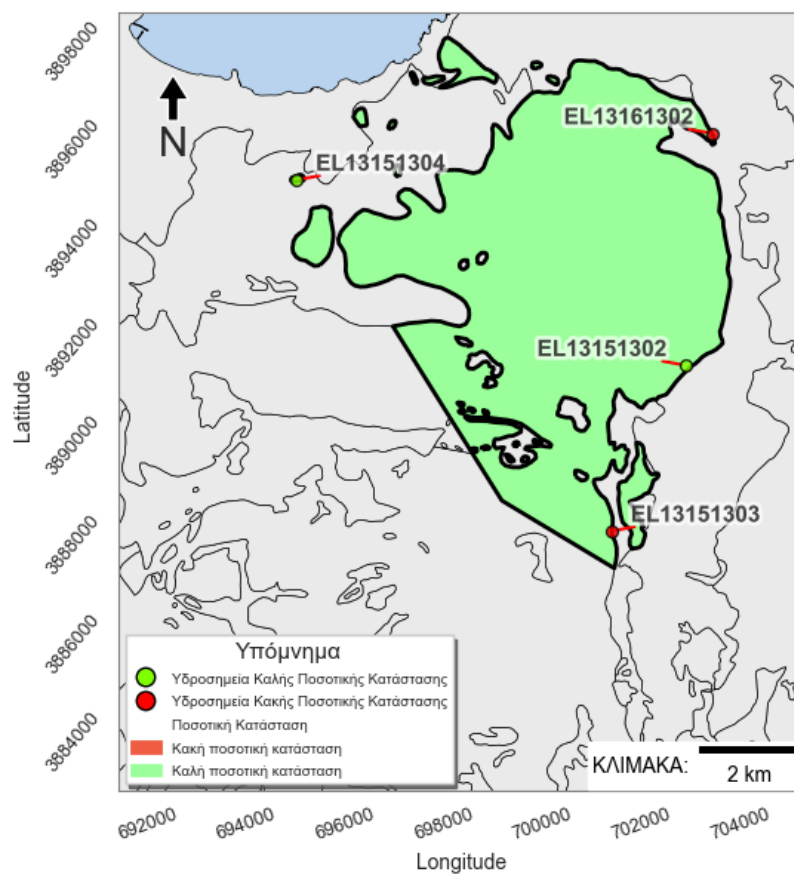 3898000
3896000
3894000
3892000
3890000
3888000
3886000
3884000
Latitude
N
EL13161302
EL13151304
EL13151302
EL13151303
Υπόμνημα
Υδροσημεία Καλής Ποσοτικής Κατάστασης
Υδροσημεία Κακής Ποσοτικής Κατάστασης
Ποσοτική Κατάσταση
Κακή ποσοτική κατάσταση
Καλή ποσοτική κατάσταση
ΚΛΙΜΑΚΑ:
2 km
692000 694000 696000 698000 700000 702000 704000
Longitude